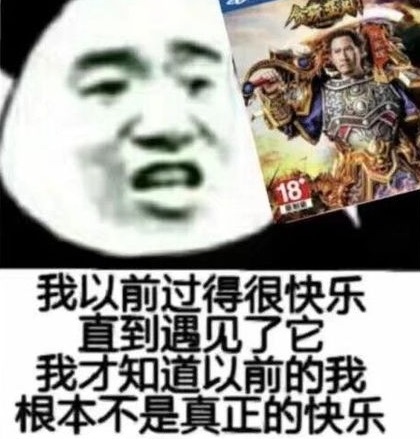 18+
我以前过得很快乐
直到遇见了它
我才知道以前的我
根本不是真正的快乐